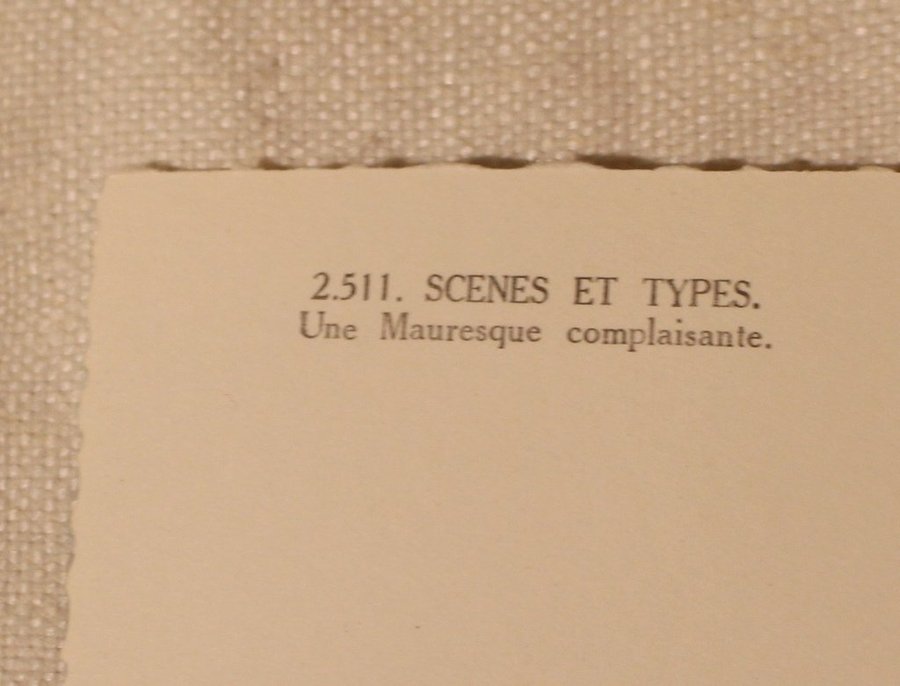 2.511. SCENES ET TYPES.
Une Mauresque complaisante.